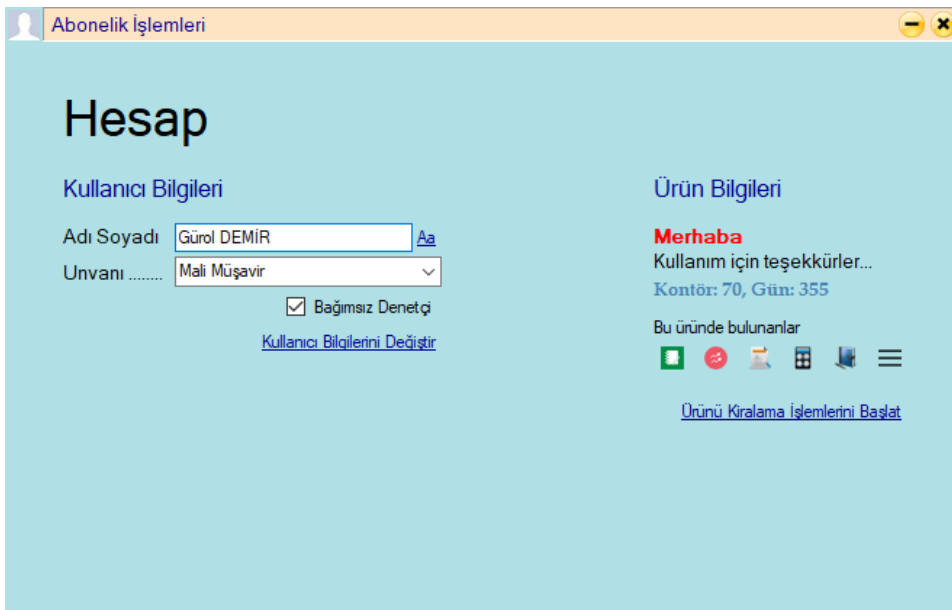 Abonelik İşlemleri
Hesap
Kullanıcı Bilgileri
Adı Soyadı Gürol DEMİR Aa
Unvanı ........ Mali Müşavir
Bağımsız Denetçi
Kullanıcı Bilgilerini Değiştir
Ürün Bilgileri
Merhaba
Kullanım için teşekkürler...
Kontör: 70, Gün: 355
Bu üründe bulunanlar
Ürünü Kiralama İşlemlerini Başlat